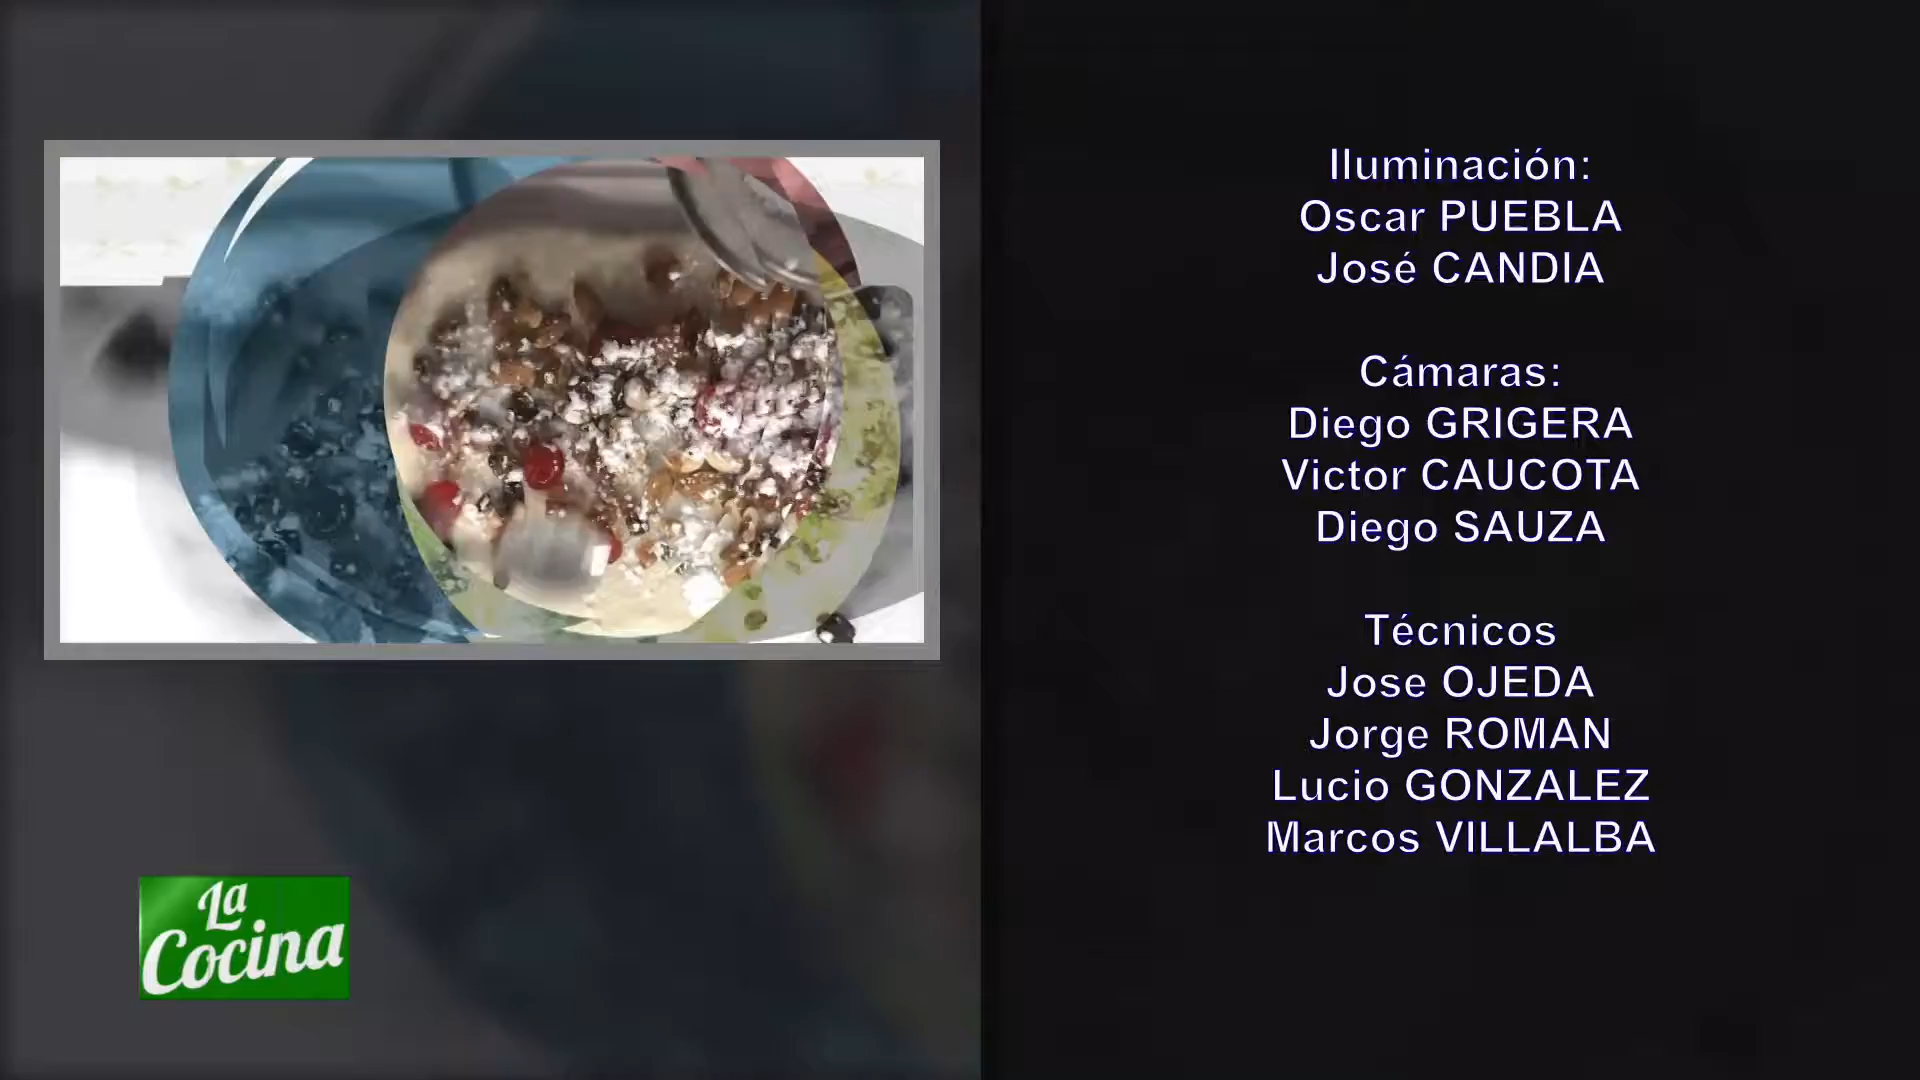 Iluminación:
Oscar PUEBLA
José CANDIA
Cámaras:
Diego GRIGERA
Victor CAUCOTA
Diego SAUZA
Técnicos
Jose OJEDA
Jorge ROMAN
Lucio GONZALEZ
Marcos VILLALBA
La
Cocina